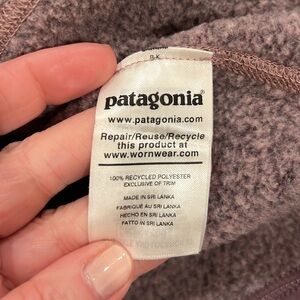 patagonia®
www.patagonia.com
Repair/Reuse/Recycle
this product at
www.wornwear.com
100% RECYCLED POLYESTER
EXCLUSIVE OF TRIM
MADE IN SRI LANKA
FABRIQUÉ AU SRI LANKA
HECHO EN SRI LANKA
FATTO IN SRI LANKA